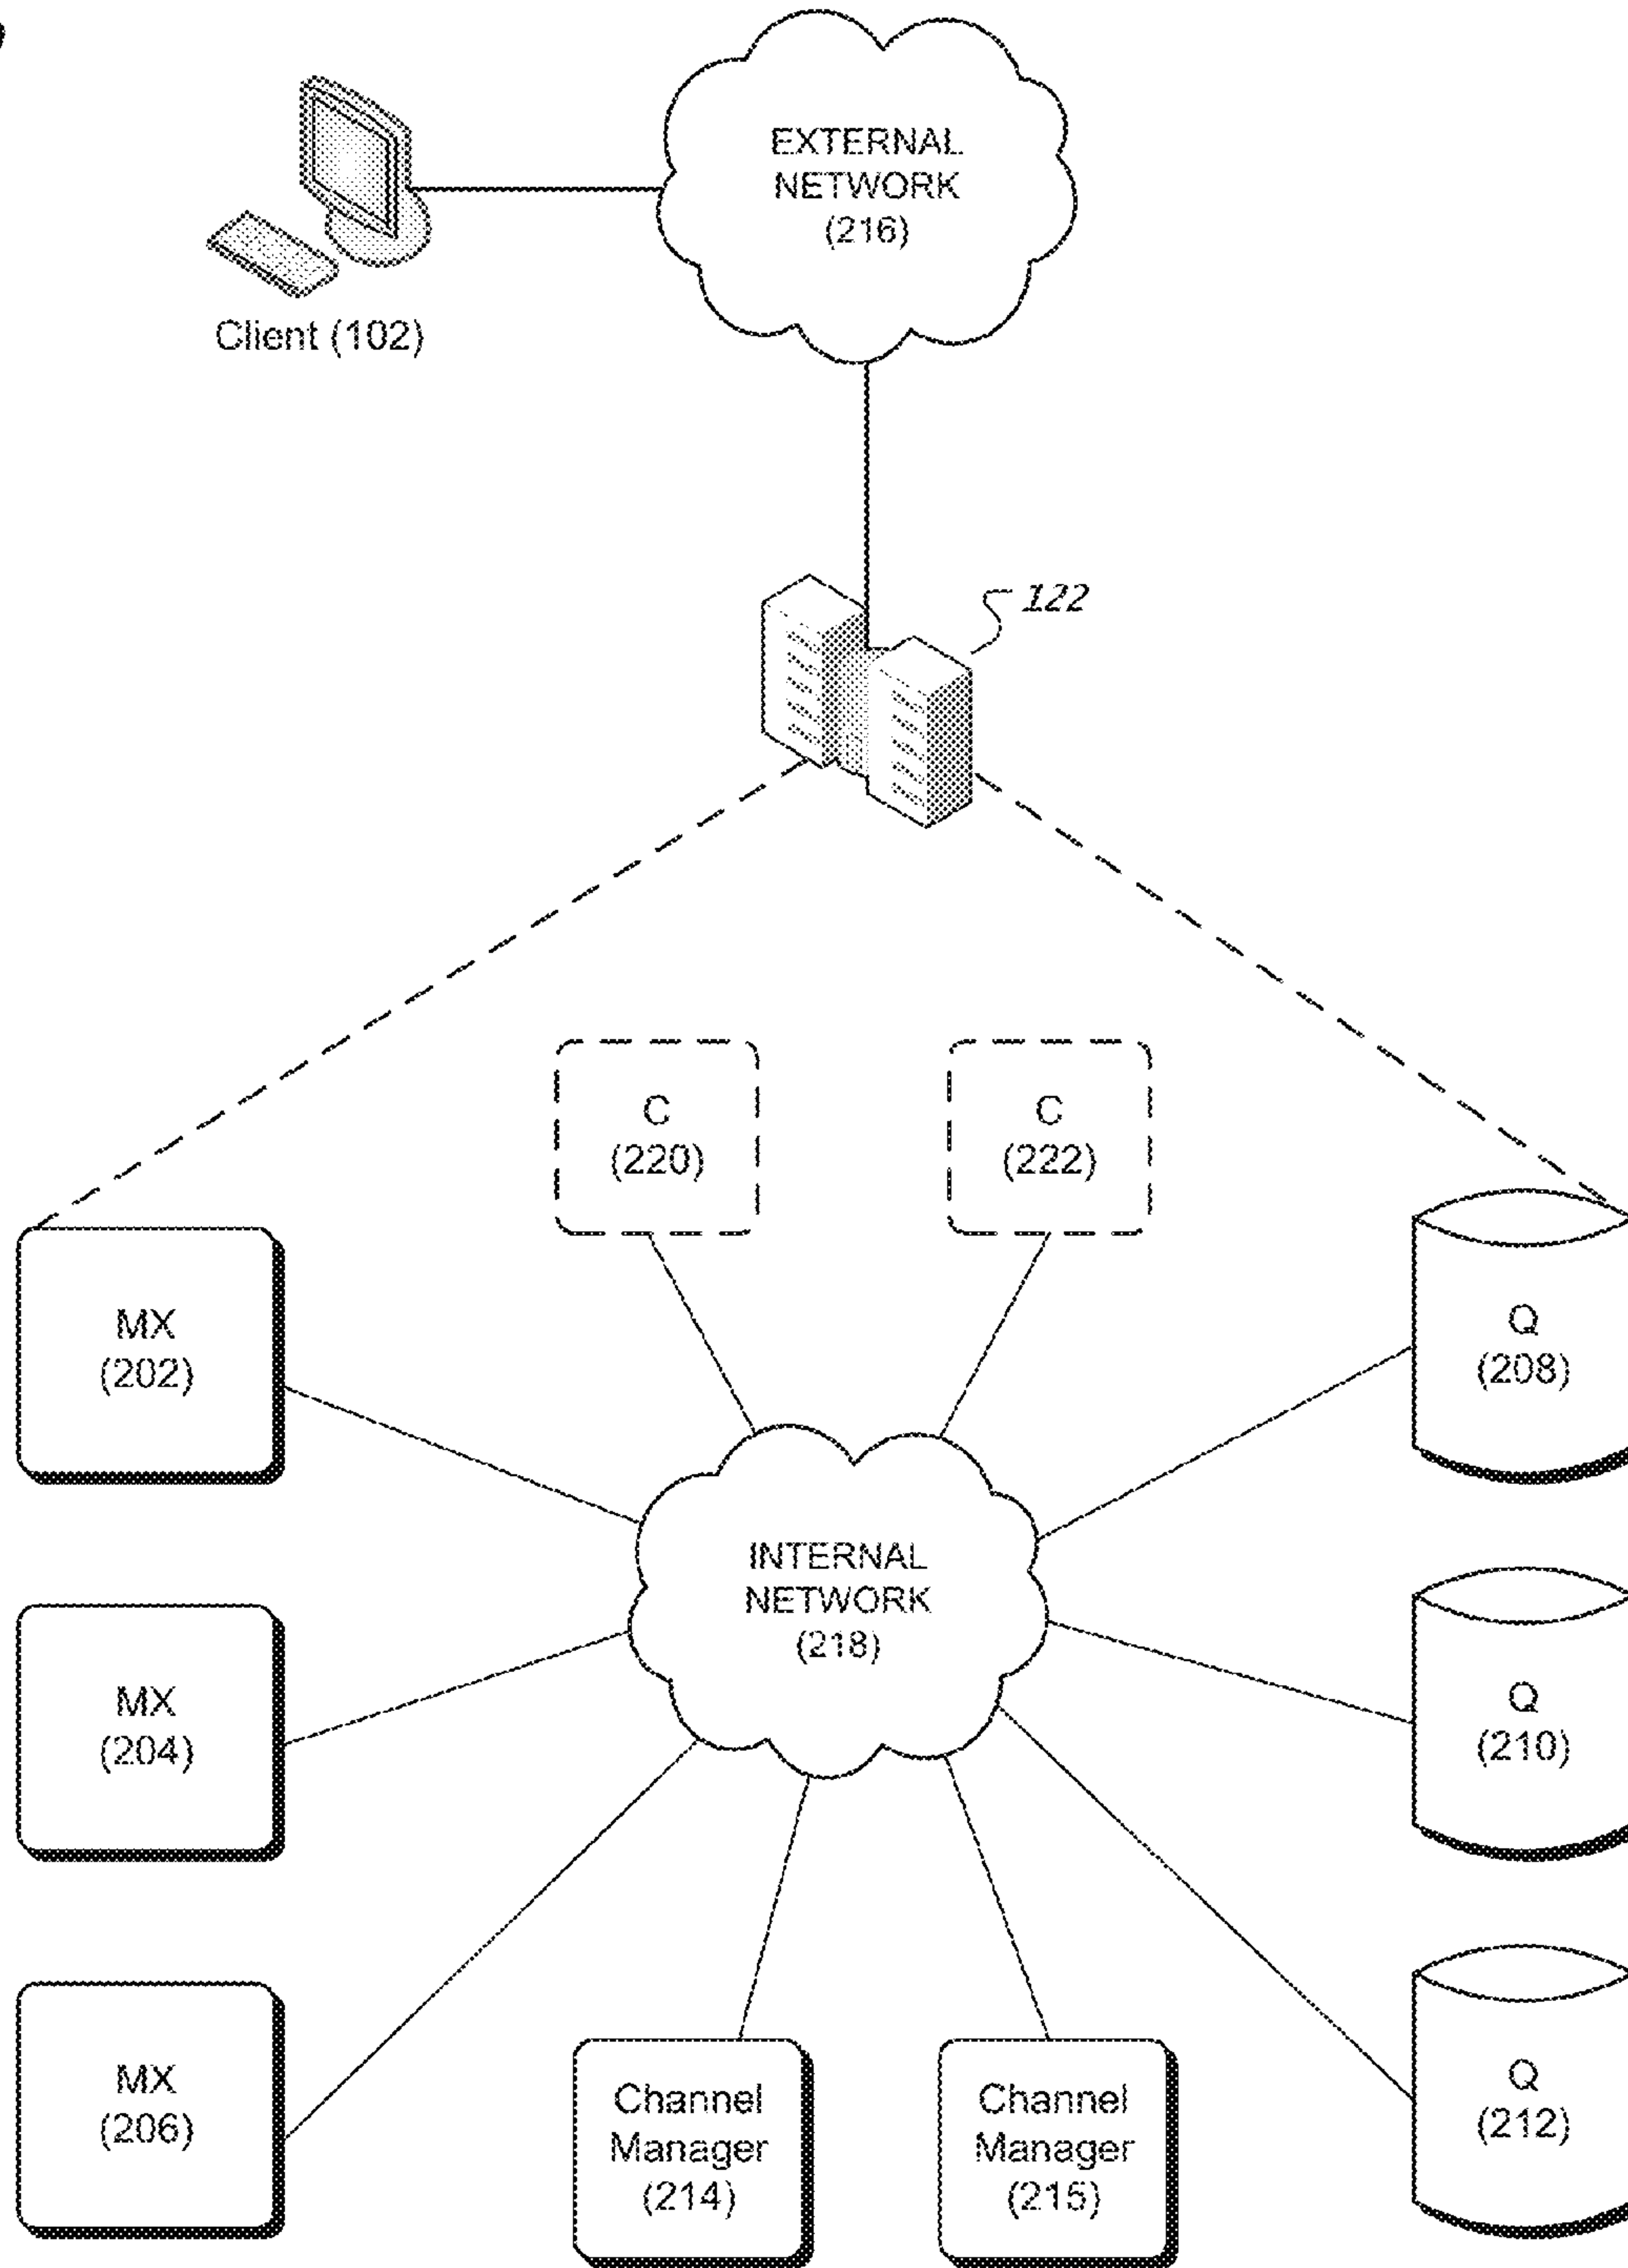 EXTERNAL
NETWORK
(216)
Client (102)
122
C
(220)
C
(222)
MX
(202)
Q
(208)
INTERNAL
NETWORK
(218)
MX
(204)
Q
(210)
MX
(206)
Channel
Manager
(214)
Channel
Manager
(215)
Q
(212)